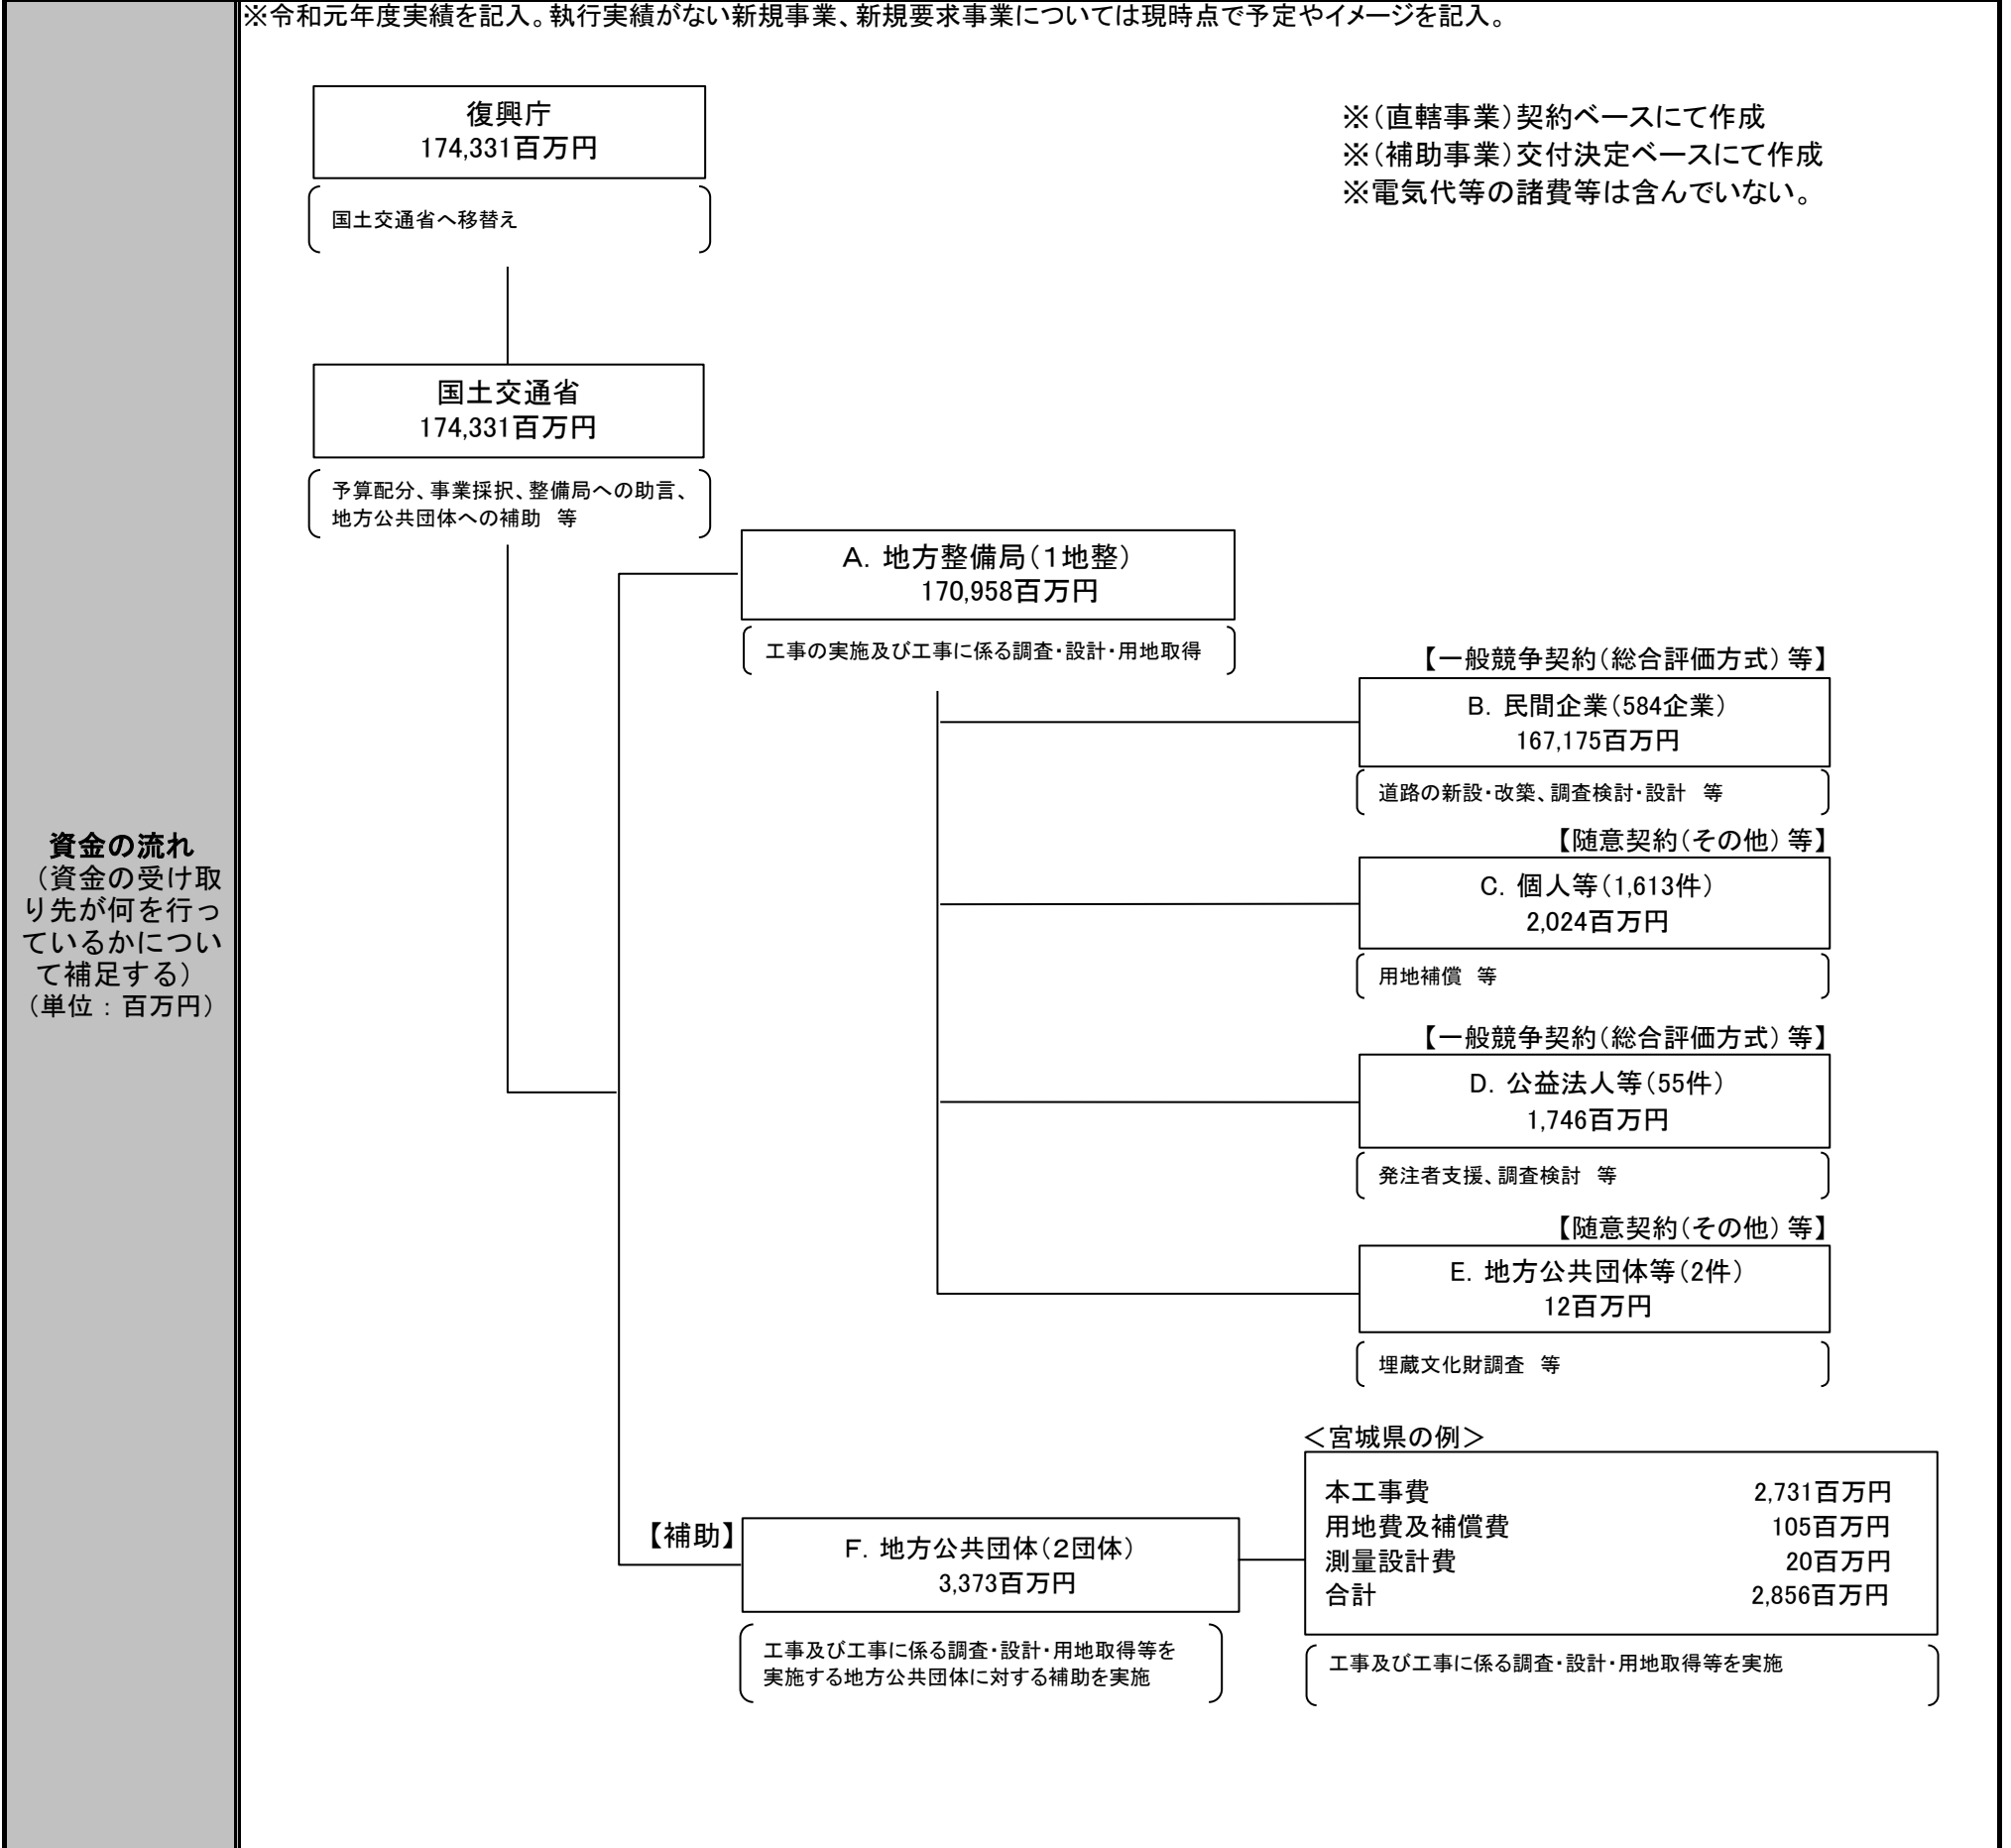 ※令和元年度実績を記入。執行実績がない新規事業、新規要求事業については現時点で予定やイメージを記入。
復興庁
174,331百万円
※（直轄事業）契約ベースにて作成
※（補助事業）交付決定ベースにて作成
※電気代等の諸費等は含んでいない。
国土交通省へ移替え
国土交通省
174,331百万円
予算配分、事業採択、整備局への助言、
地方公共団体への補助　等
A. 地方整備局（１地整）
170,958百万円
工事の実施及び工事に係る調査・設計・用地取得
【一般競争契約（総合評価方式）等】
B. 民間企業（584企業）
167,175百万円
道路の新設・改築、調査検討・設計　等
【随意契約（その他）等】
C. 個人等（1,613件）
2,024百万円
用地補償　等
【一般競争契約（総合評価方式）等】
D. 公益法人等（55件）
1,746百万円
発注者支援、調査検討　等
【随意契約（その他）等】
E. 地方公共団体等（2件）
12百万円
埋蔵文化財調査　等
資金の流れ
（資金の受け取
り先が何を行っ
ているかについ
て補足する）
（単位：百万円）
【補助】
F. 地方公共団体（２団体）
3,373百万円
工事及び工事に係る調査・設計・用地取得等を
実施する地方公共団体に対する補助を実施
＜宮城県の例＞
本工事費　2,731百万円
用地費及補償費　105百万円
測量設計費　20百万円
合計　2,856百万円
工事及び工事に係る調査・設計・用地取得等を実施